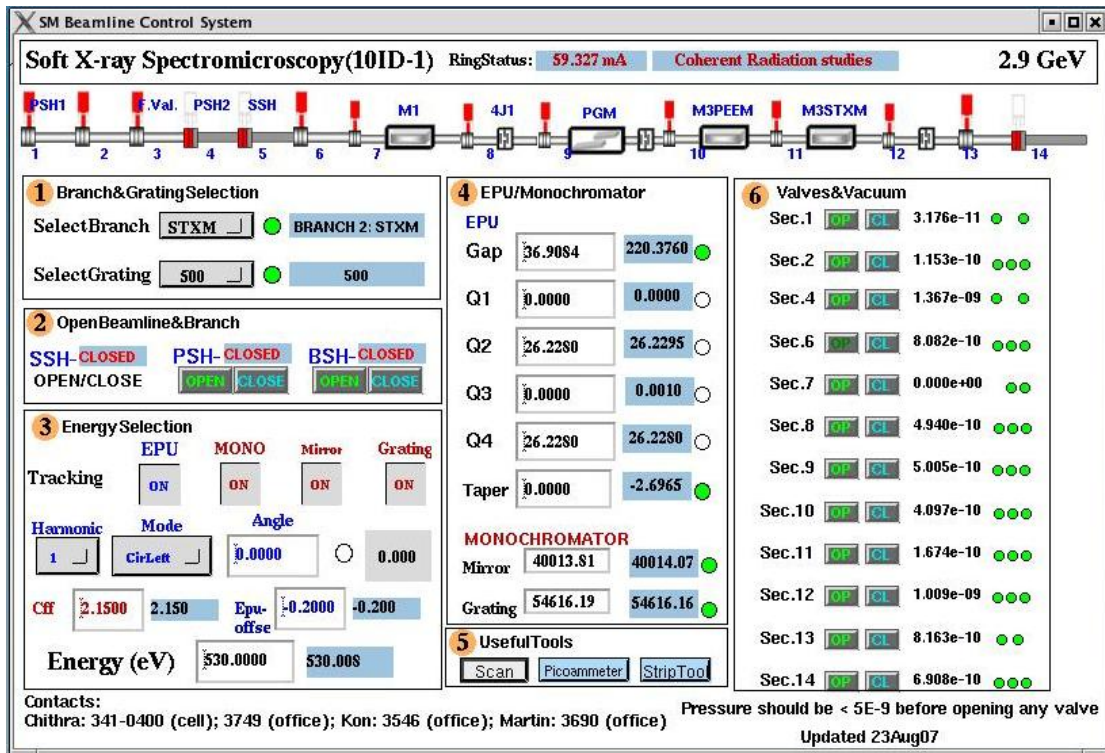 SM Beamline Control System
Soft X-ray Spectromicroscopy(10ID-1) RingStatus: 59.327 mA Coherent Radiation studies 2.9 GeV
PSH1 F.Val. PSH2 SSH M1 4J1 PGM M3PEEM M3STXM
1 2 3 4 5 6 7 8 9 10 11 12 13 14
1 Branch&GratingSelection
SelectBranch STXM BRANCH 2: STXM
SelectGrating 500 500
2 OpenBeamline&Branch
SSH-CLOSED PSH-CLOSED BSH-CLOSED
OPEN/CLOSE OPEN CLOSE OPEN CLOSE
3 EnergySelection
EPU MONO Mirror Grating
Tracking ON ON ON ON
Harmonic Mode Angle
1 CirLeft 0.0000 0.000
Cff 2.1500 2.150 Epu-offse -0.2000 -0.200
Energy (eV) 530.0000 530.008
4 EPU/Monochromator
EPU
Gap 36.9084 220.3760
Q1 0.0000 0.0000
Q2 26.2280 26.2295
Q3 0.0000 0.0010
Q4 26.2280 26.2280
Taper 0.0000 -2.6965
MONOCHROMATOR
Mirror 40013.81 40014.07
Grating 54616.19 54616.16
5 UsefulTools
Scan Picoammeter StripTool
6 Valves&Vacuum
Sec.1 OP CL 3.176e-11
Sec.2 OP CL 1.153e-10
Sec.4 OP CL 1.367e-09
Sec.6 OP CL 8.082e-10
Sec.7 OP CL 0.000e+00
Sec.8 OP CL 4.940e-10
Sec.9 OP CL 5.005e-10
Sec.10 OP CL 4.097e-10
Sec.11 OP CL 1.674e-10
Sec.12 OP CL 1.009e-09
Sec.13 OP CL 8.163e-10
Sec.14 OP CL 6.908e-10
Contacts:
Chithra: 341-0400 (cell); 3749 (office); Kon: 3546 (office); Martin: 3690 (office)
Pressure should be < 5E-9 before opening any valve
Updated 23Aug07